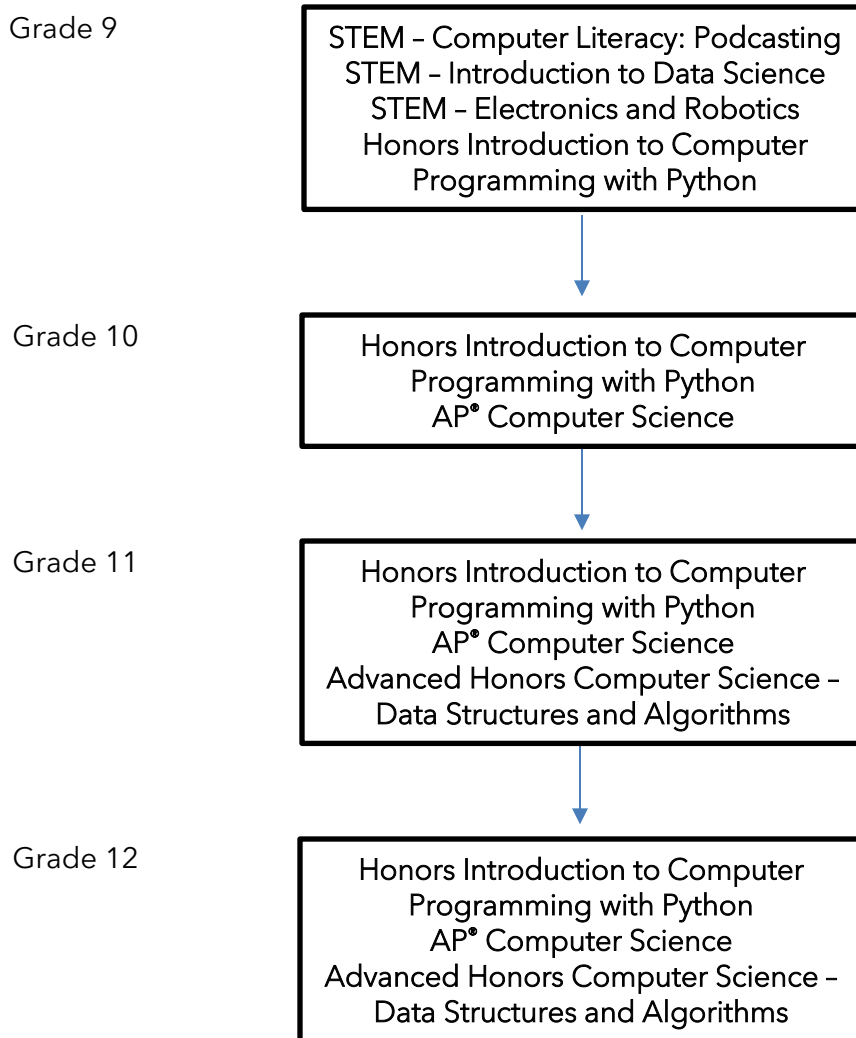 Grade 9
STEM – Computer Literacy: Podcasting
STEM – Introduction to Data Science
STEM – Electronics and Robotics
Honors Introduction to Computer
Programming with Python
Grade 10
Honors Introduction to Computer
Programming with Python
AP® Computer Science
Grade 11
Honors Introduction to Computer
Programming with Python
AP® Computer Science
Advanced Honors Computer Science –
Data Structures and Algorithms
Grade 12
Honors Introduction to Computer
Programming with Python
AP® Computer Science
Advanced Honors Computer Science –
Data Structures and Algorithms